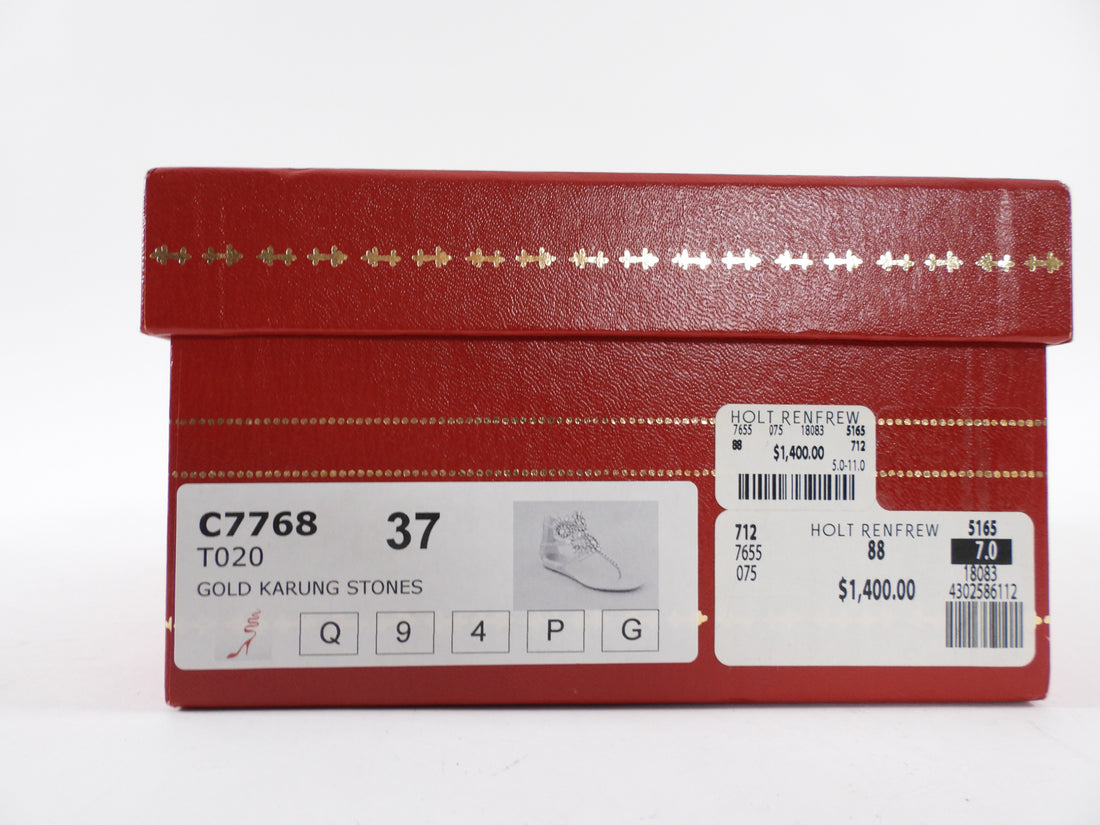 HOLT RENFREW
7655 075 18083 5165
88 $1,400.00 712
5.0-11.0
C7768 37
T020
GOLD KARUNG STONES
Q 9 4 P G
712 HOLT RENFREW 5165
7655 88 7.0
075 18083
$1,400.00 4302586112